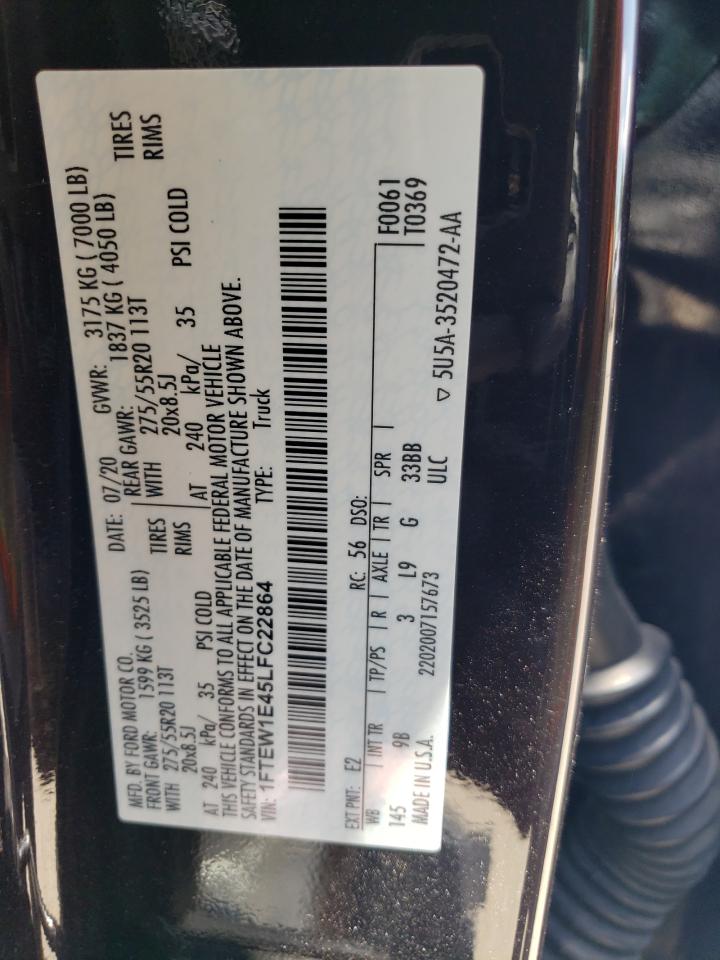 MFD. BY FORD MOTOR CO.
DATE: 07/20 GVWR: 3175 KG ( 7000 LB)
FRONT GAWR: 1599 KG ( 3525 LB) REAR GAWR: 1837 KG ( 4050 LB)
WITH 275/55R20 113T TIRES WITH 275/55R20 113T TIRES
20x8.5J RIMS 20x8.5J RIMS
AT 240 kPa/ 35 PSI COLD AT 240 kPa/ 35 PSI COLD
THIS VEHICLE CONFORMS TO ALL APPLICABLE FEDERAL MOTOR VEHICLE
SAFETY STANDARDS IN EFFECT ON THE DATE OF MANUFACTURE SHOWN ABOVE.
VIN: 1FTEW1E45LFC22864 TYPE: Truck
EXT PNT: E2 RC: 56 DSO: F0061
WB | INT TR | TP/PS | R | AXLE | TR | SPR | T0369
145 9B 3 L9 G 33BB
MADE IN U.S.A. 2202007157673 ULC ▽ 5U5A-3520472-AA